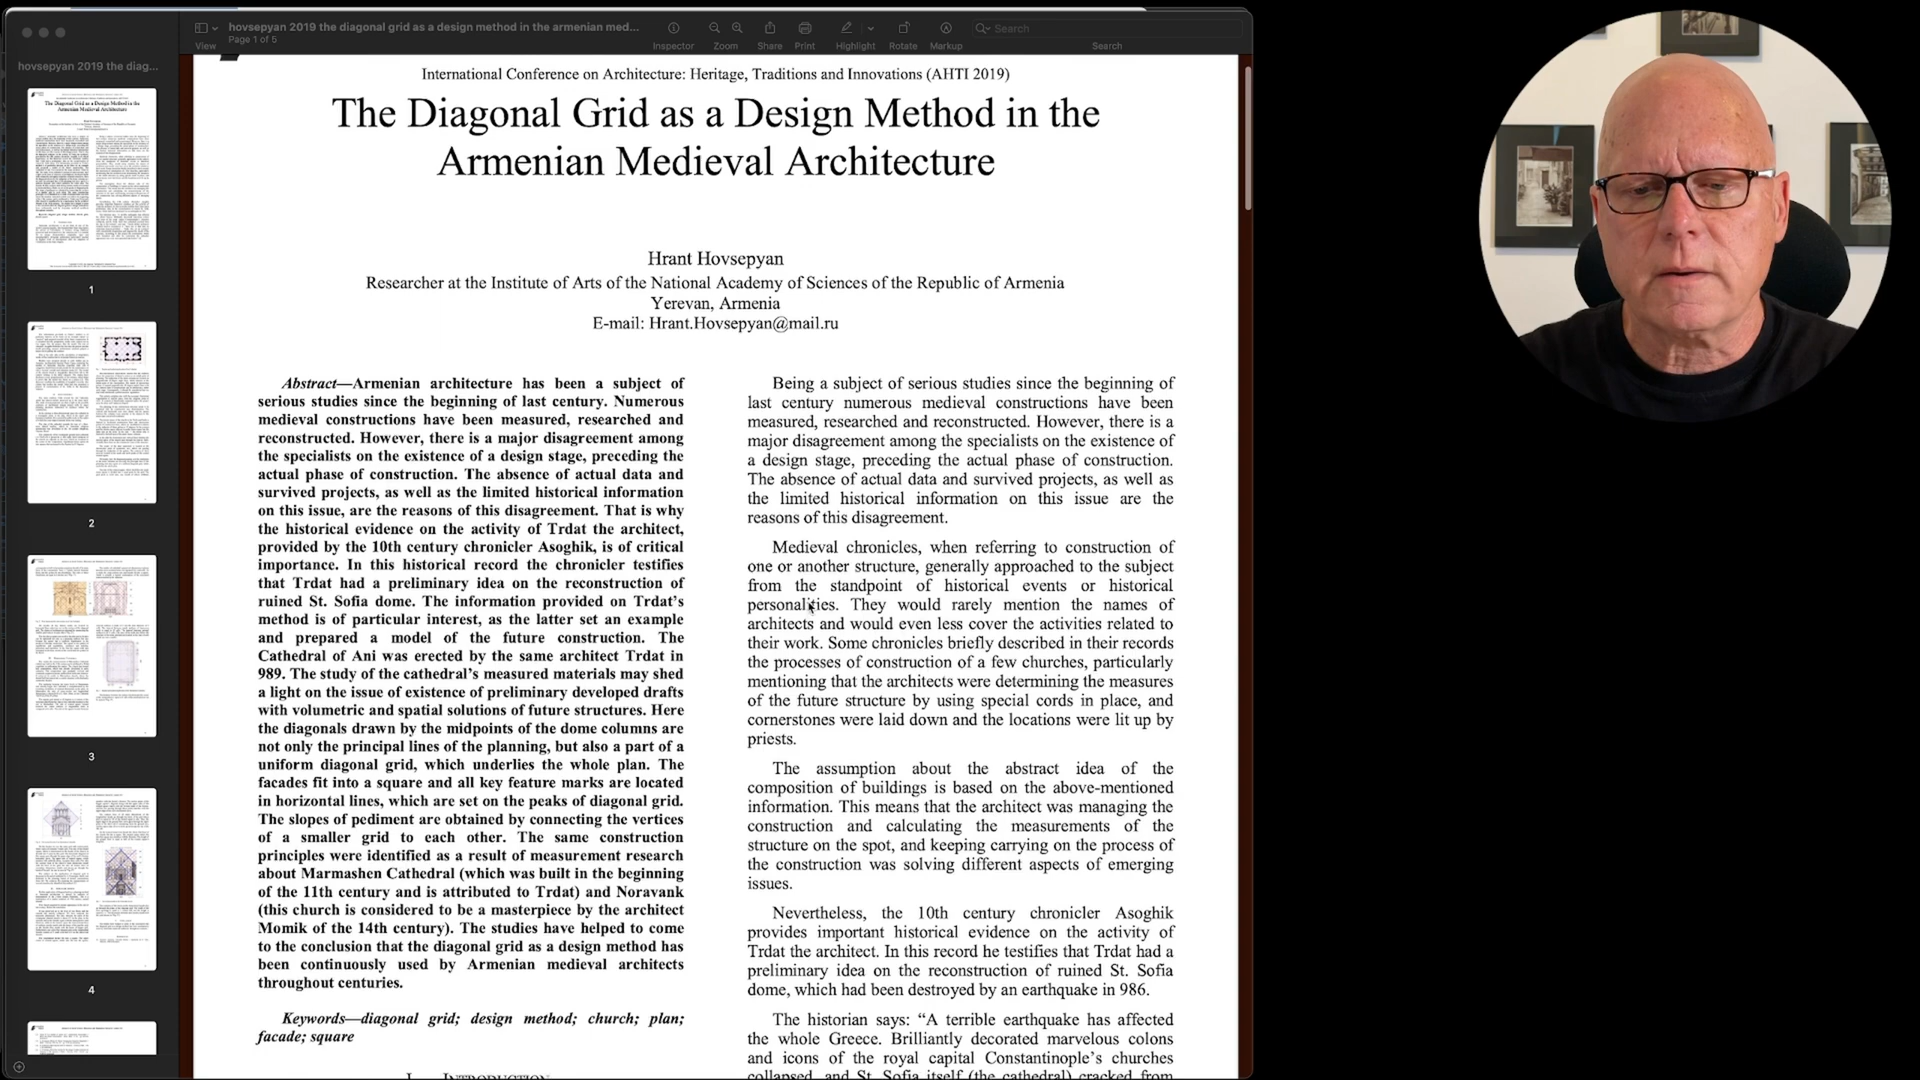 hovsepyan 2019 the diagonal grid as a design method in the armenian med...
Page 1 of 5
View
Inspector
Zoom
Share
Print
Highlight
Rotate
Markup
Search
Search
hovsepyan 2019 the diag...
1
2
3
4
International Conference on Architecture: Heritage, Traditions and Innovations (AHTI 2019)
The Diagonal Grid as a Design Method in the
Armenian Medieval Architecture
Hrant Hovsepyan
Researcher at the Institute of Arts of the National Academy of Sciences of the Republic of Armenia
Yerevan, Armenia
E-mail: Hrant.Hovsepyan@mail.ru
Abstract—Armenian architecture has been a subject of
serious studies since the beginning of last century. Numerous
medieval constructions have been measured, researched and
reconstructed. However, there is a major disagreement among
the specialists on the existence of a design stage, preceding the
actual phase of construction. The absence of actual data and
survived projects, as well as the limited historical information
on this issue, are the reasons of this disagreement. That is why
the historical evidence on the activity of Trdat the architect,
provided by the 10th century chronicler Asoghik, is of critical
importance. In this historical record the chronicler testifies
that Trdat had a preliminary idea on the reconstruction of
ruined St. Sofia dome. The information provided on Trdat's
method is of particular interest, as the latter set an example
and prepared a model of the future construction. The
Cathedral of Ani was erected by the same architect Trdat in
989. The study of the cathedral's measured materials may shed
a light on the issue of existence of preliminary developed drafts
with volumetric and spatial solutions of future structures. Here
the diagonals drawn by the midpoints of the dome columns are
not only the principal lines of the planning, but also a part of a
uniform diagonal grid, which underlies the whole plan. The
facades fit into a square and all key feature marks are located
in horizontal lines, which are set on the peaks of diagonal grid.
The slopes of pediment are obtained by connecting the vertices
of a smaller grid to each other. The same construction
principles were identified as a result of measurement research
about Marmashen Cathedral (which was built in the beginning
of the 11th century and is attributed to Trdat) and Noravank
(this church is considered to be a masterpiece by the architect
Momik of the 14th century). The studies have helped to come
to the conclusion that the diagonal grid as a design method has
been continuously used by Armenian medieval architects
throughout centuries.
Keywords—diagonal grid; design method; church; plan;
facade; square
I. INTRODUCTION
Being a subject of serious studies since the beginning of
last century numerous medieval constructions have been
measured, researched and reconstructed. However, there is a
major disagreement among the specialists on the existence of
a design stage, preceding the actual phase of construction.
The absence of actual data and survived projects, as well as
the limited historical information on this issue are the
reasons of this disagreement.
Medieval chronicles, when referring to construction of
one or another structure, generally approached to the subject
from the standpoint of historical events or historical
personalities. They would rarely mention the names of
architects and would even less cover the activities related to
their work. Some chronicles briefly described in their records
the processes of construction of a few churches, particularly
mentioning that the architects were determining the measures
of the future structure by using special cords in place, and
cornerstones were laid down and the locations were lit up by
priests.
The assumption about the abstract idea of the
composition of buildings is based on the above-mentioned
information. This means that the architect was managing the
construction and calculating the measurements of the
structure on the spot, and keeping carrying on the process of
the construction was solving different aspects of emerging
issues.
Nevertheless, the 10th century chronicler Asoghik
provides important historical evidence on the activity of
Trdat the architect. In this record he testifies that Trdat had a
preliminary idea on the reconstruction of ruined St. Sofia
dome, which had been destroyed by an earthquake in 986.
The historian says: "A terrible earthquake has affected
the whole Greece. Brilliantly decorated marvelous colons
and icons of the royal capital Constantinople's churches
collapsed, and St. Sofia itself (the cathedral) cracked from